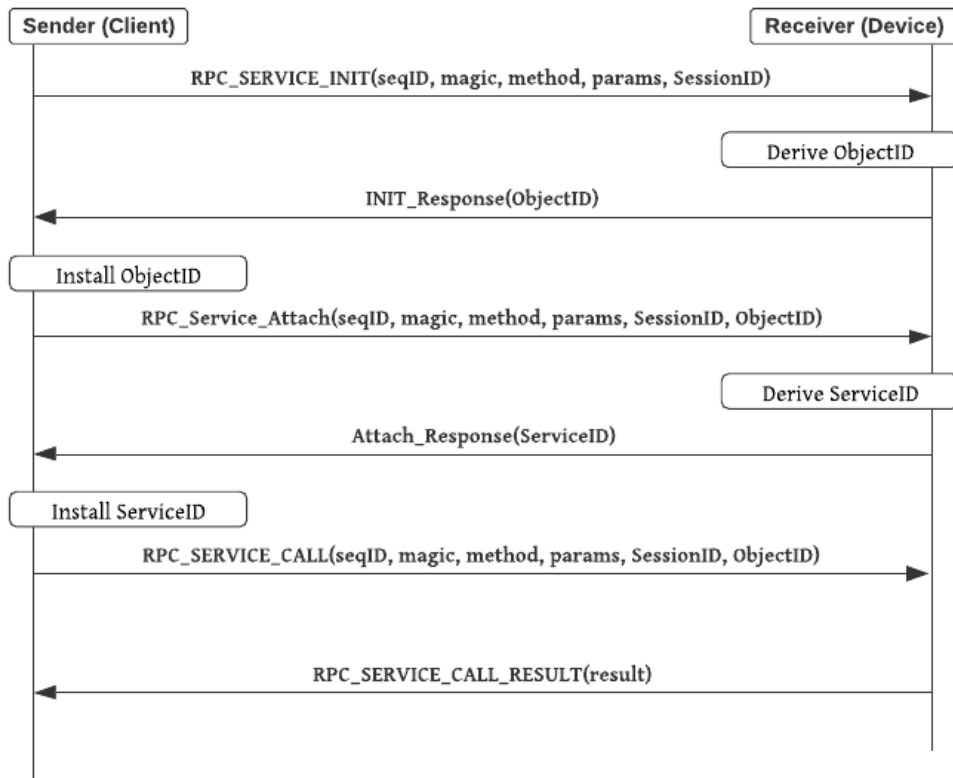 Sender (Client)
Receiver (Device)
RPC_SERVICE_INIT(seqID, magic, method, params, SessionID)
Derive ObjectID
INIT_Response(ObjectID)
Install ObjectID
RPC_Service_Attach(seqID, magic, method, params, SessionID, ObjectID)
Derive ServiceID
Attach_Response(ServiceID)
Install ServiceID
RPC_SERVICE_CALL(seqID, magic, method, params, SessionID, ObjectID)
RPC_SERVICE_CALL_RESULT(result)